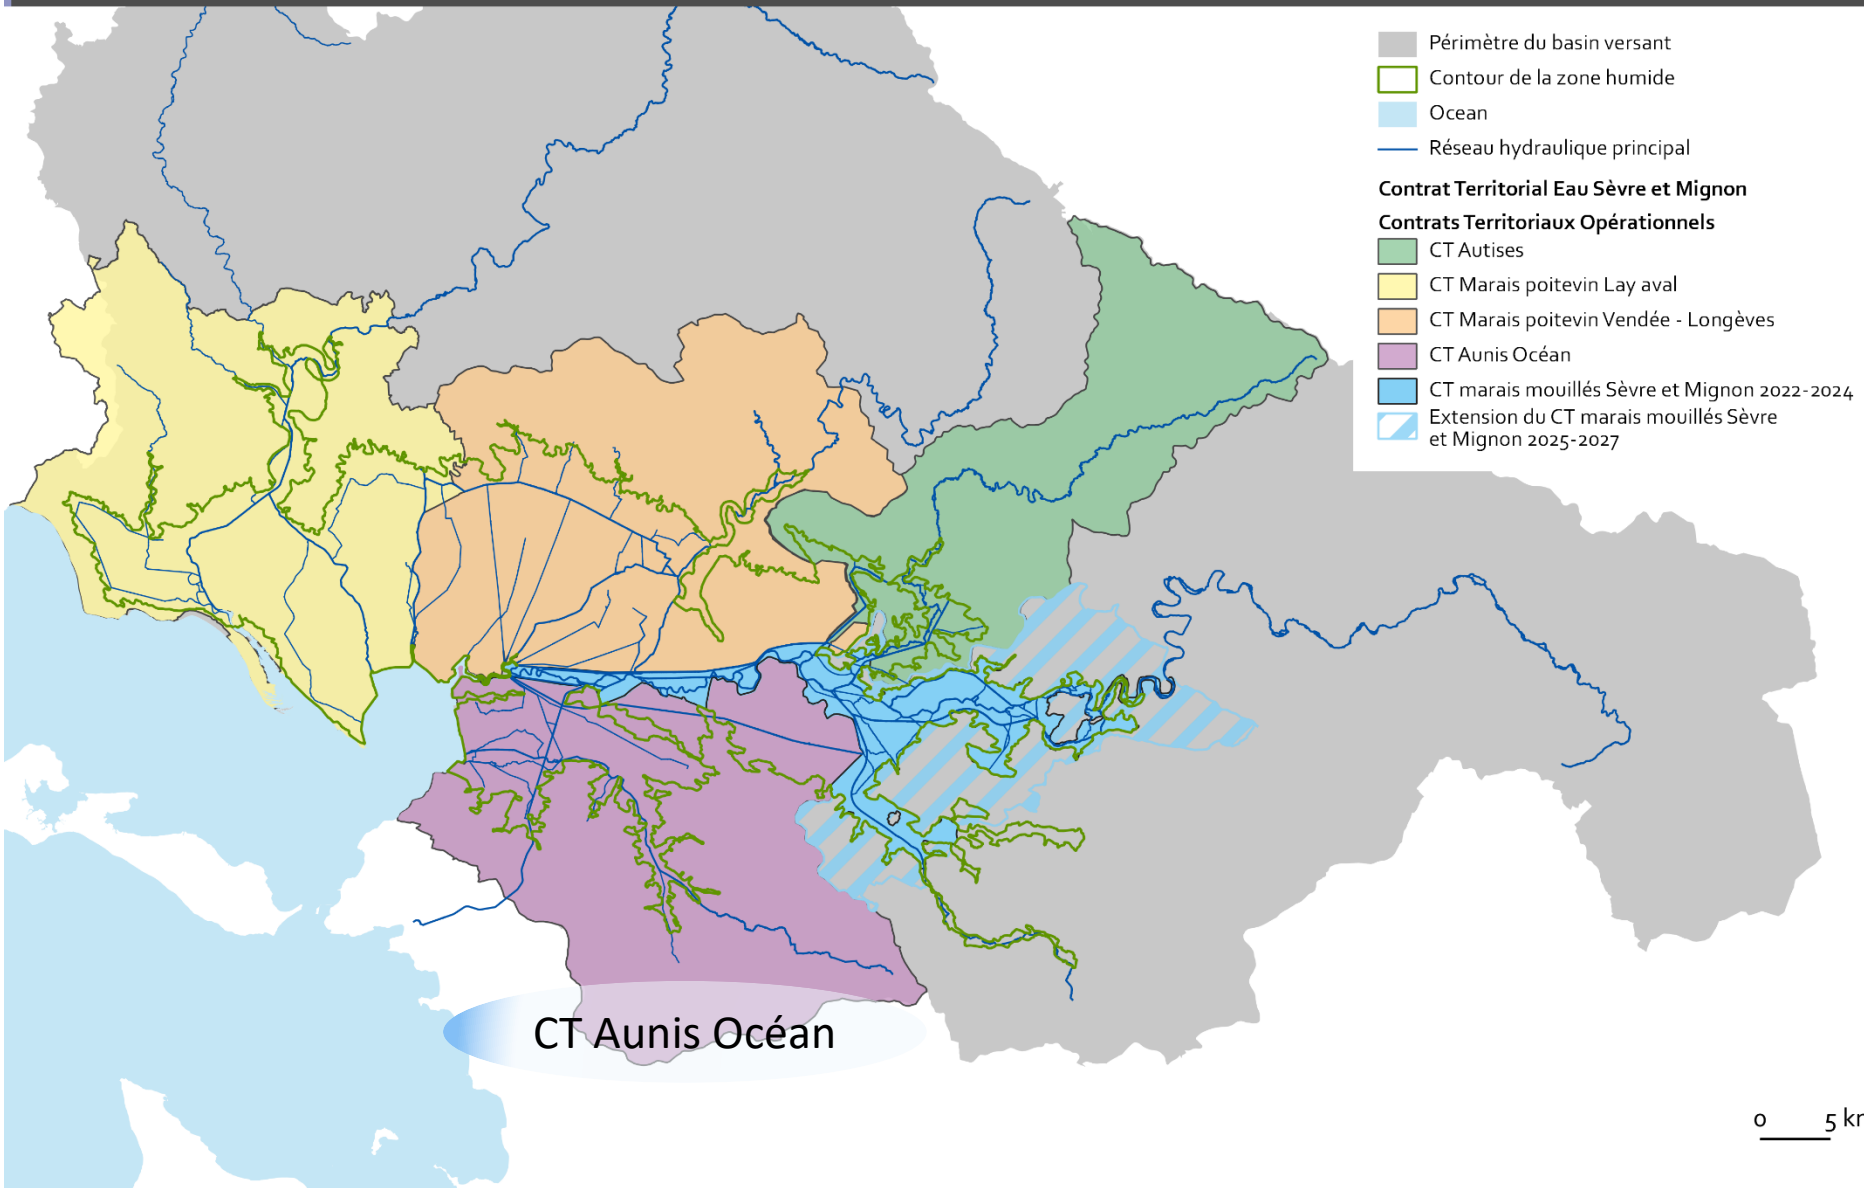 Périmètre du basin versant
Contour de la zone humide
Ocean
Réseau hydraulique principal
Contrat Territorial Eau Sèvre et Mignon
Contrats Territoriaux Opérationnels
CT Autises
CT Marais poitevin Lay aval
CT Marais poitevin Vendée - Longèves
CT Aunis Océan
CT marais mouillés Sèvre et Mignon 2022-2024
Extension du CT marais mouillés Sèvre
et Mignon 2025-2027
CT Aunis Océan
0 5 k